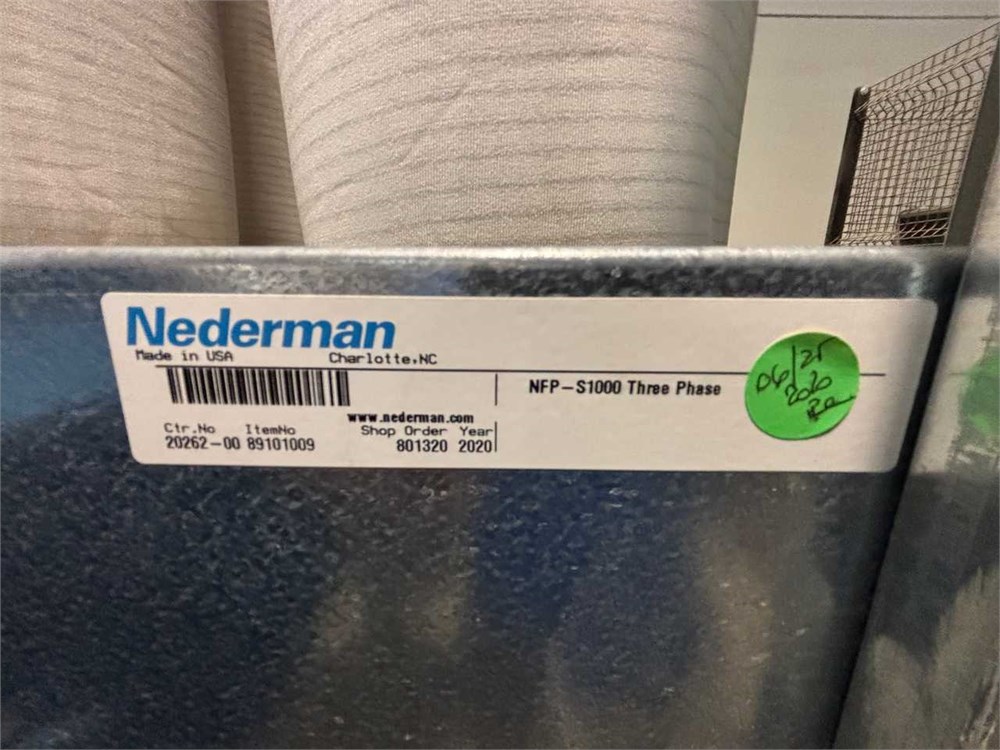 Nederman
Made in USA Charlotte,NC
NFP-S1000 Three Phase
www.nederman.com
Ctr.No ItemNo Shop Order Year
20262-00 89101009 801320 2020
06/25
2020